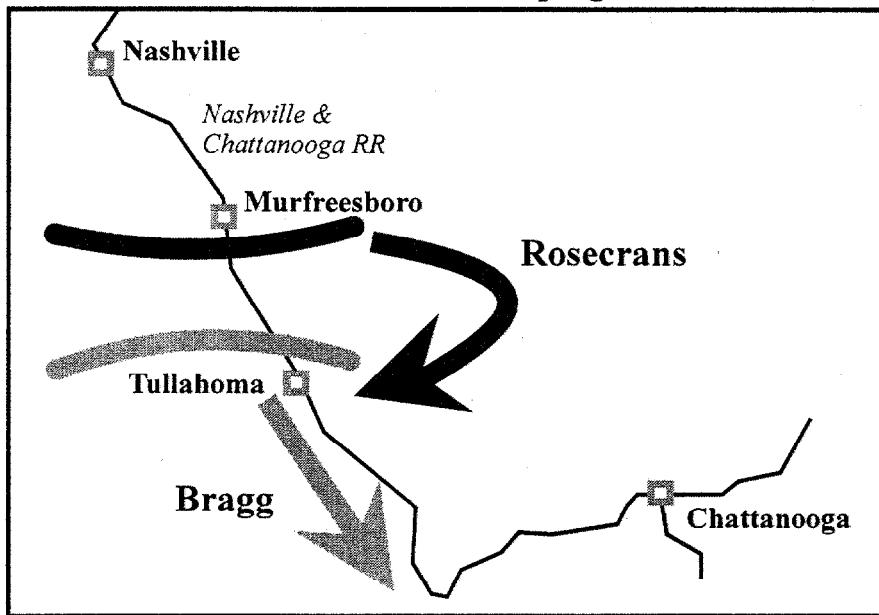 Nashville
Nashville &
Chattanooga RR
Murfreesboro
Rosecrans
Tullahoma
Bragg
Chattanooga